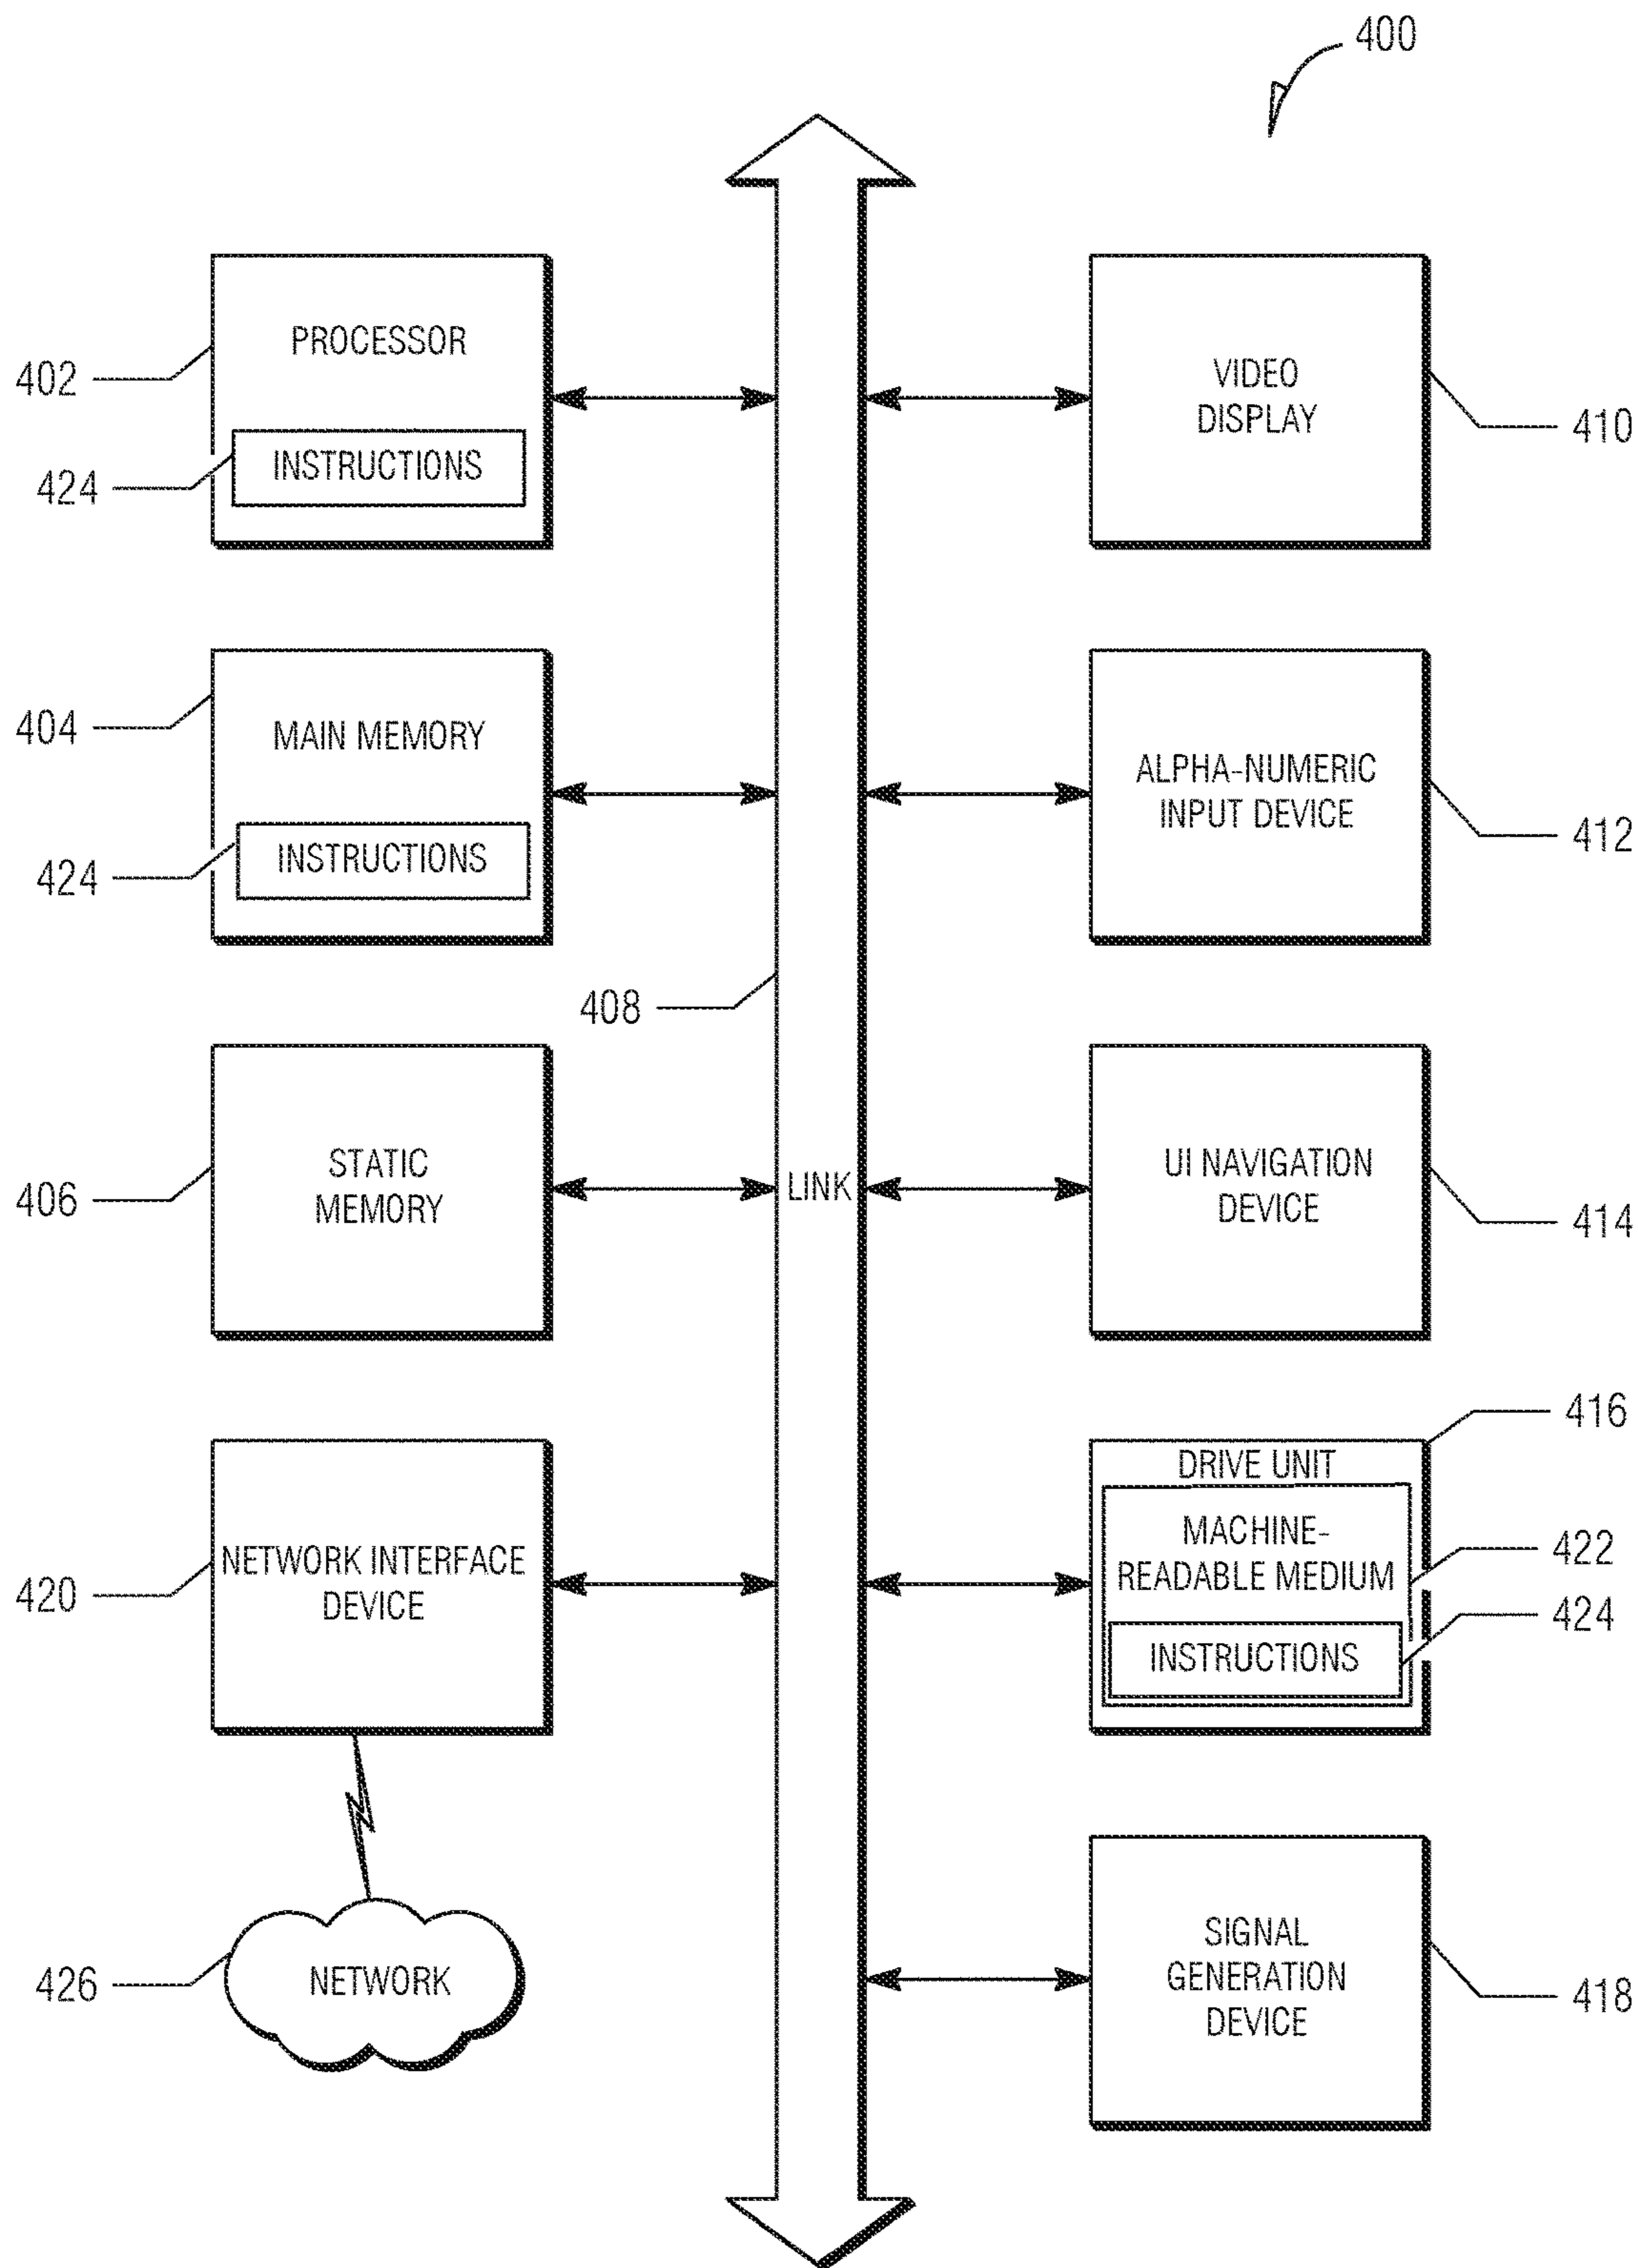 400
PROCESSOR
402
INSTRUCTIONS
424
VIDEO
DISPLAY
410
MAIN MEMORY
404
INSTRUCTIONS
424
ALPHA-NUMERIC
INPUT DEVICE
412
408
STATIC
MEMORY
406
LINK
UI NAVIGATION
DEVICE
414
NETWORK INTERFACE
DEVICE
420
416
DRIVE UNIT
MACHINE-
READABLE MEDIUM
422
INSTRUCTIONS
424
NETWORK
426
SIGNAL
GENERATION
DEVICE
418